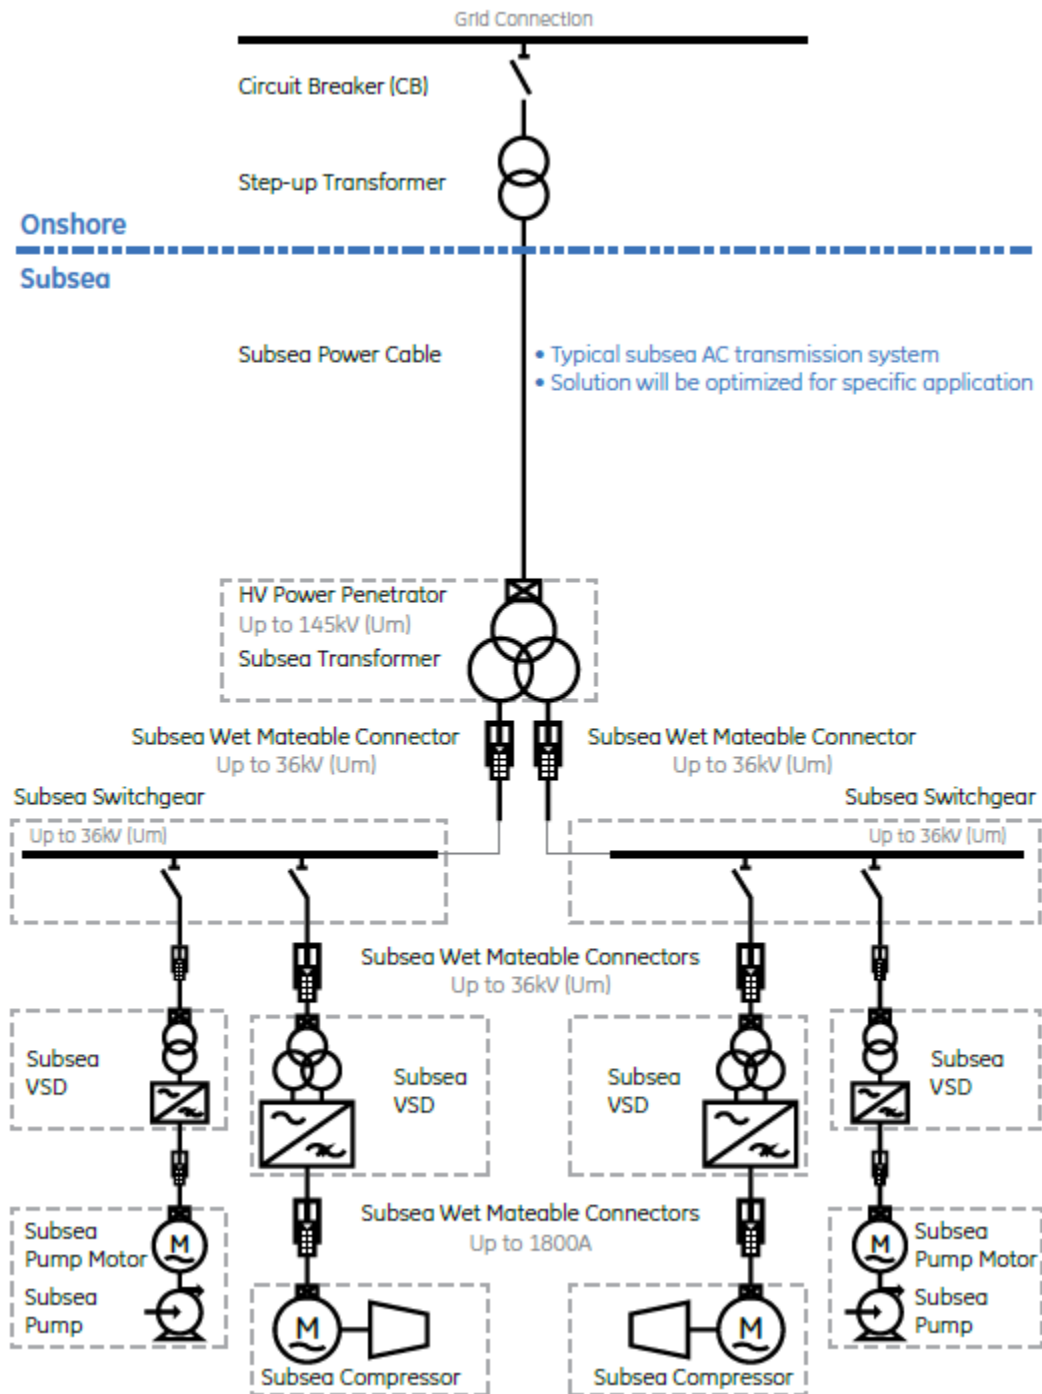 Grid Connection
Circuit Breaker (CB)
Step-up Transformer
Onshore
Subsea
Subsea Power Cable
• Typical subsea AC transmission system
• Solution will be optimized for specific application
HV Power Penetrator
Up to 145kV (Um)
Subsea Transformer
Subsea Wet Mateable Connector
Up to 36kV (Um)
Subsea Wet Mateable Connector
Up to 36kV (Um)
Subsea Switchgear
Up to 36kV (Um)
Subsea Switchgear
Up to 36kV (Um)
Subsea Wet Mateable Connectors
Up to 36kV (Um)
Subsea
VSD
Subsea
VSD
Subsea
VSD
Subsea
VSD
Subsea Wet Mateable Connectors
Up to 1800A
Subsea
Pump Motor
M
Subsea
Pump
M
Subsea Compressor
M
Subsea Compressor
M
Subsea
Pump Motor
Subsea
Pump